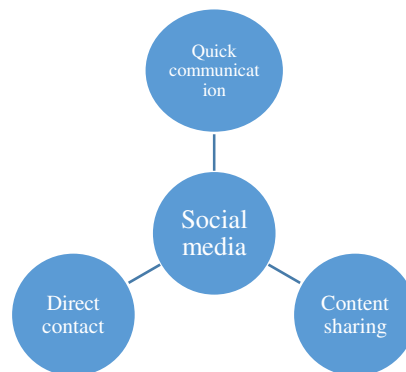 Quick
communicat
ion
Social
media
Direct
contact
Content
sharing